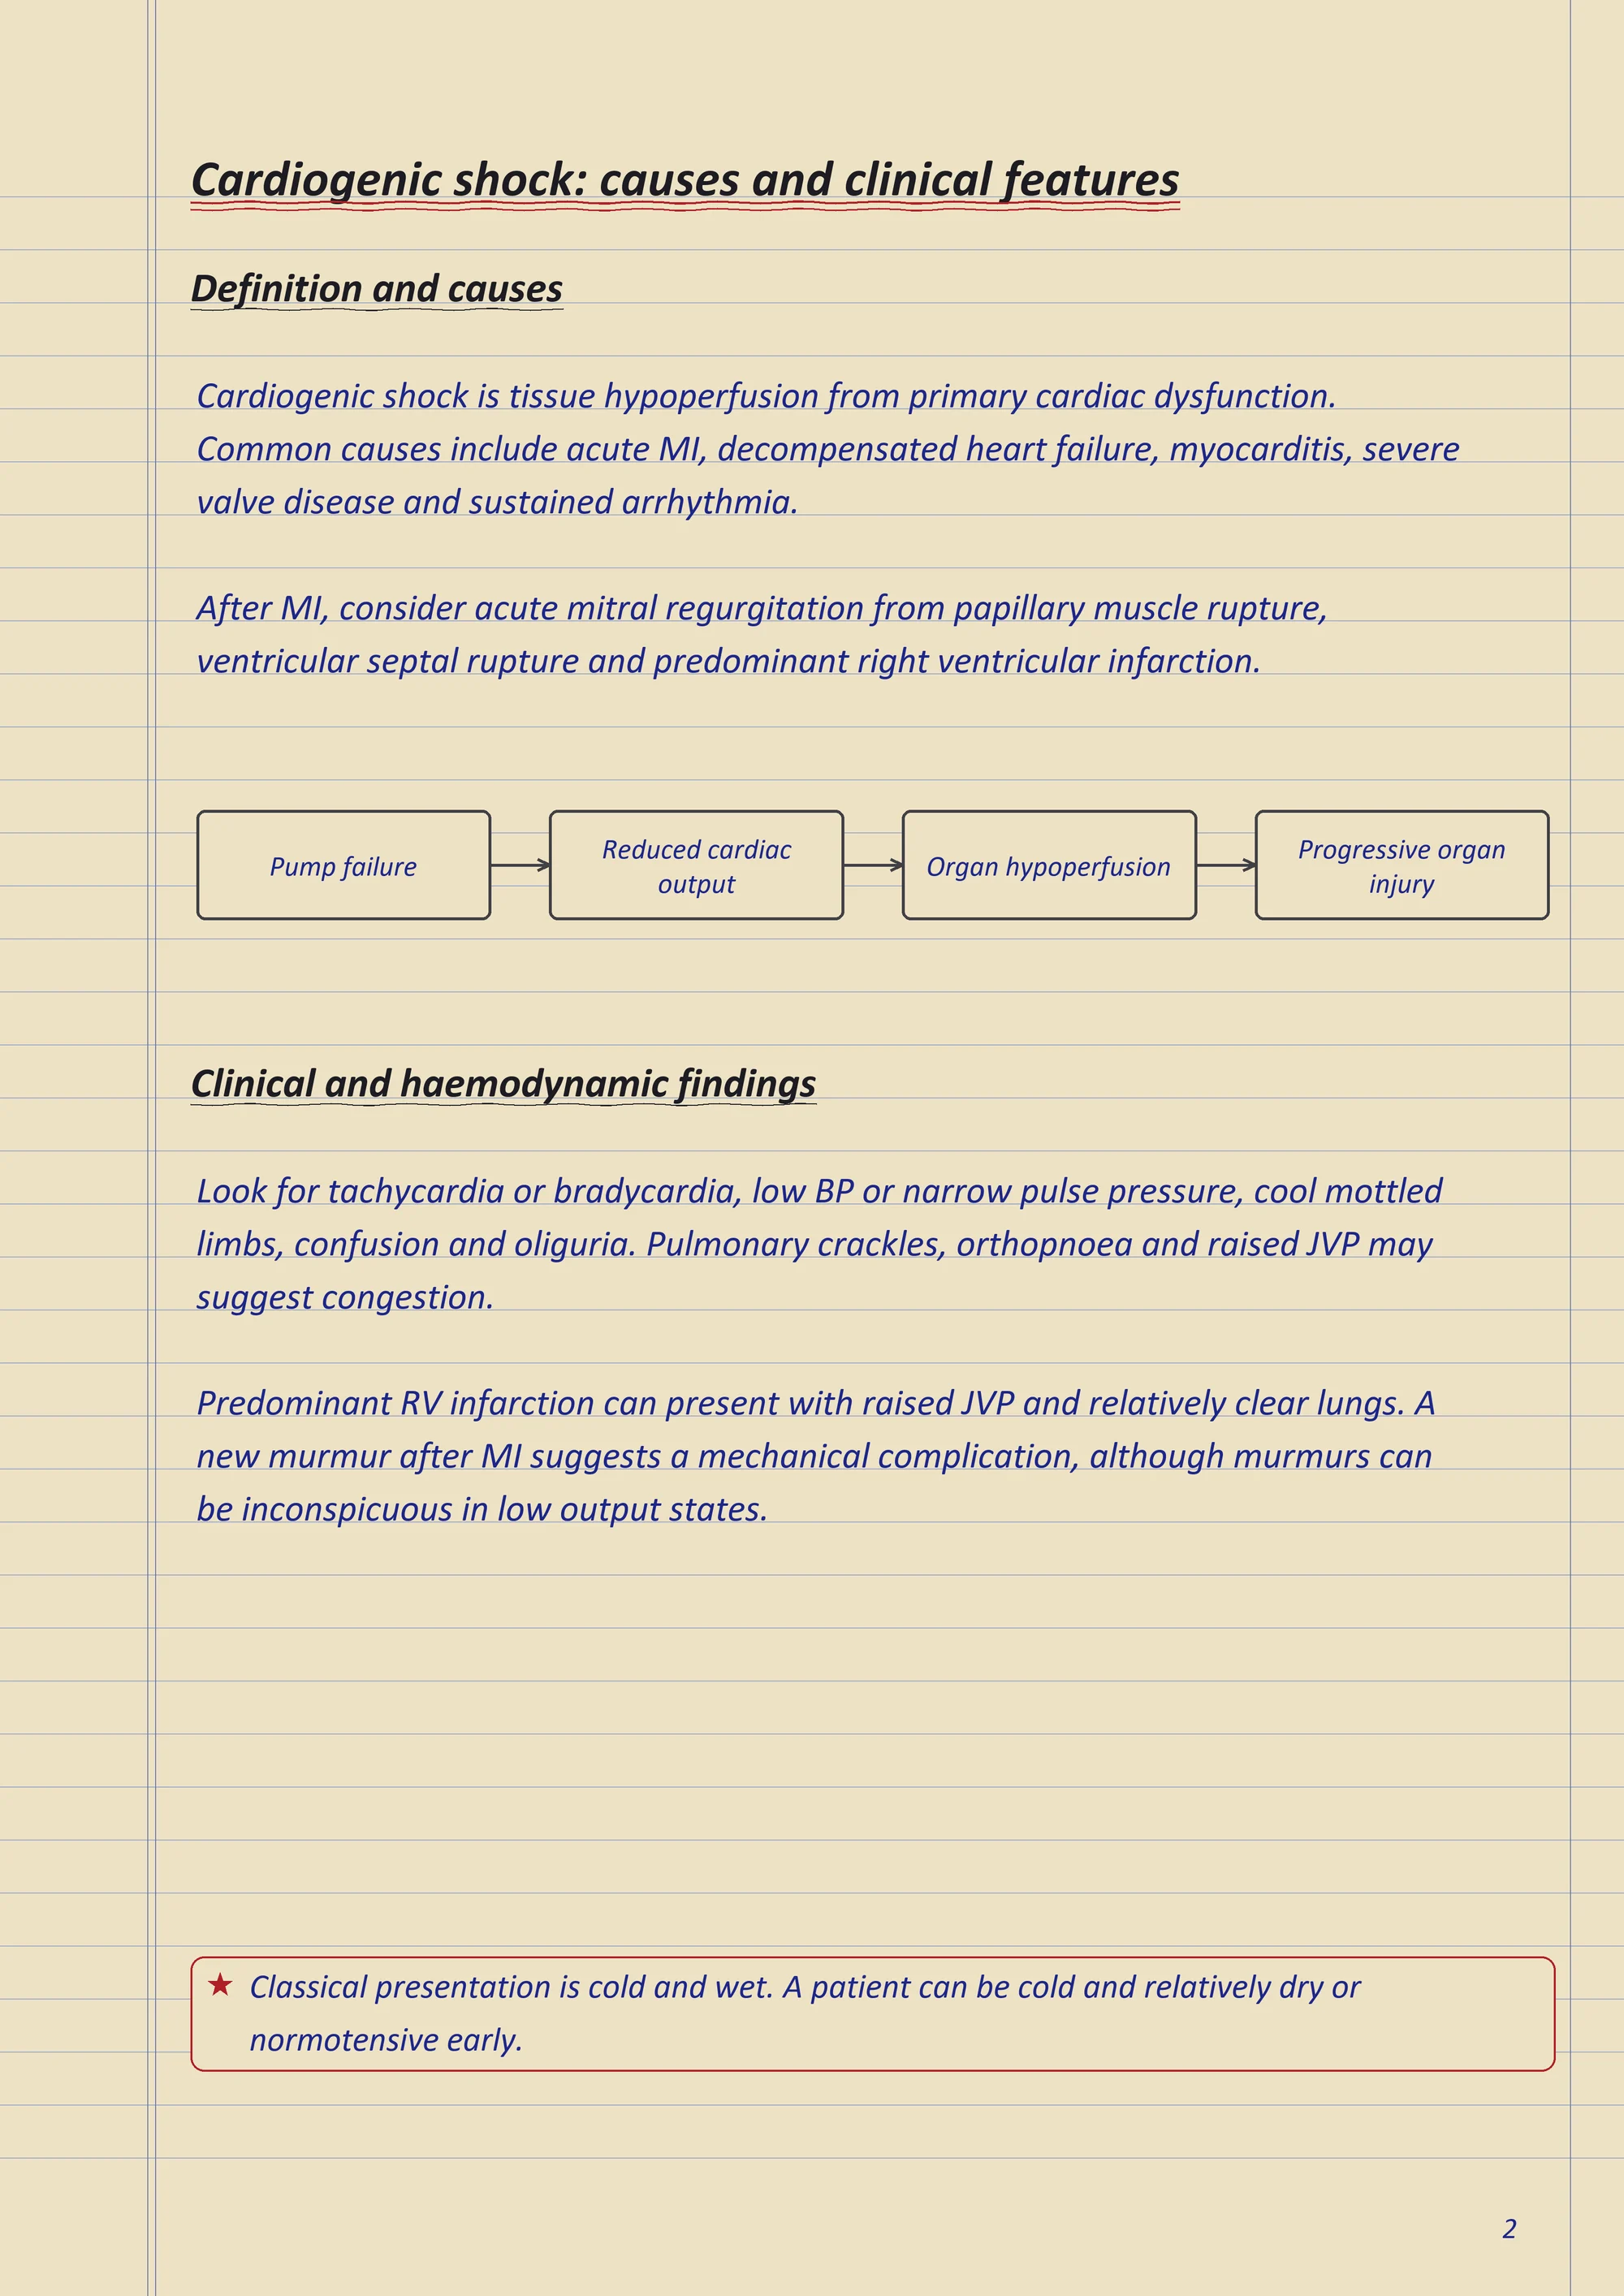 Cardiogenic shock: causes and clinical features
Definition and causes
Cardiogenic shock is tissue hypoperfusion from primary cardiac dysfunction.
Common causes include acute MI, decompensated heart failure, myocarditis, severe
valve disease and sustained arrhythmia.
After MI, consider acute mitral regurgitation from papillary muscle rupture,
ventricular septal rupture and predominant right ventricular infarction.
Pump failure
Reduced cardiac
output
Organ hypoperfusion
Progressive organ
injury
Clinical and haemodynamic findings
Look for tachycardia or bradycardia, low BP or narrow pulse pressure, cool mottled
limbs, confusion and oliguria. Pulmonary crackles, orthopnoea and raised JVP may
suggest congestion.
Predominant RV infarction can present with raised JVP and relatively clear lungs. A
new murmur after MI suggests a mechanical complication, although murmurs can
be inconspicuous in low output states.
★ Classical presentation is cold and wet. A patient can be cold and relatively dry or
normotensive early.
2